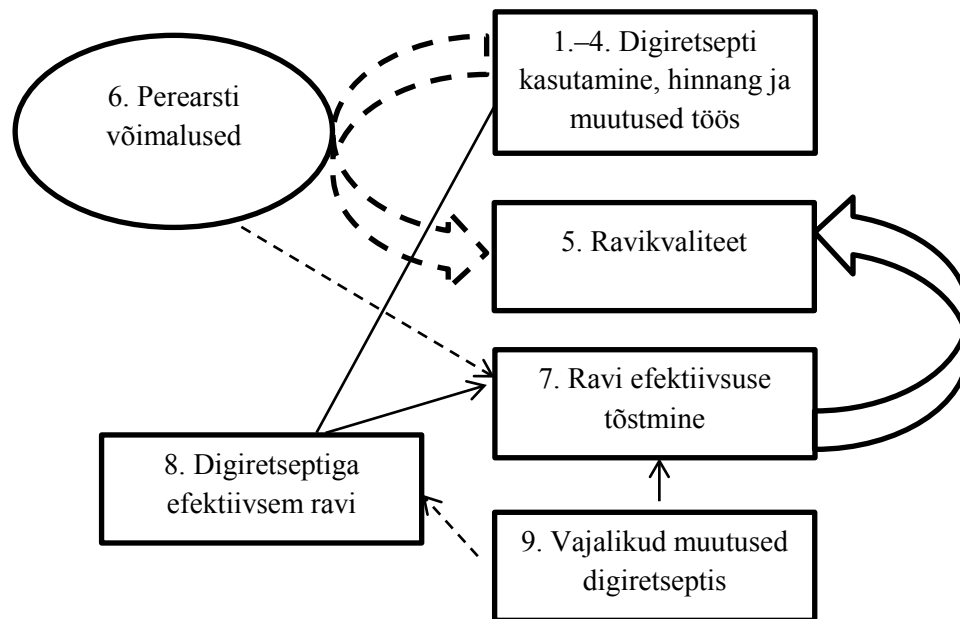 1.–4. Digiretsepti
kasutamine, hinnang ja
muutused töös
6. Perearsti
võimalused
5. Ravikvaliteet
7. Ravi efektiivsuse
tõstmine
8. Digiretseptiga
efektiivsem ravi
9. Vajalikud muutused
digiretseptis